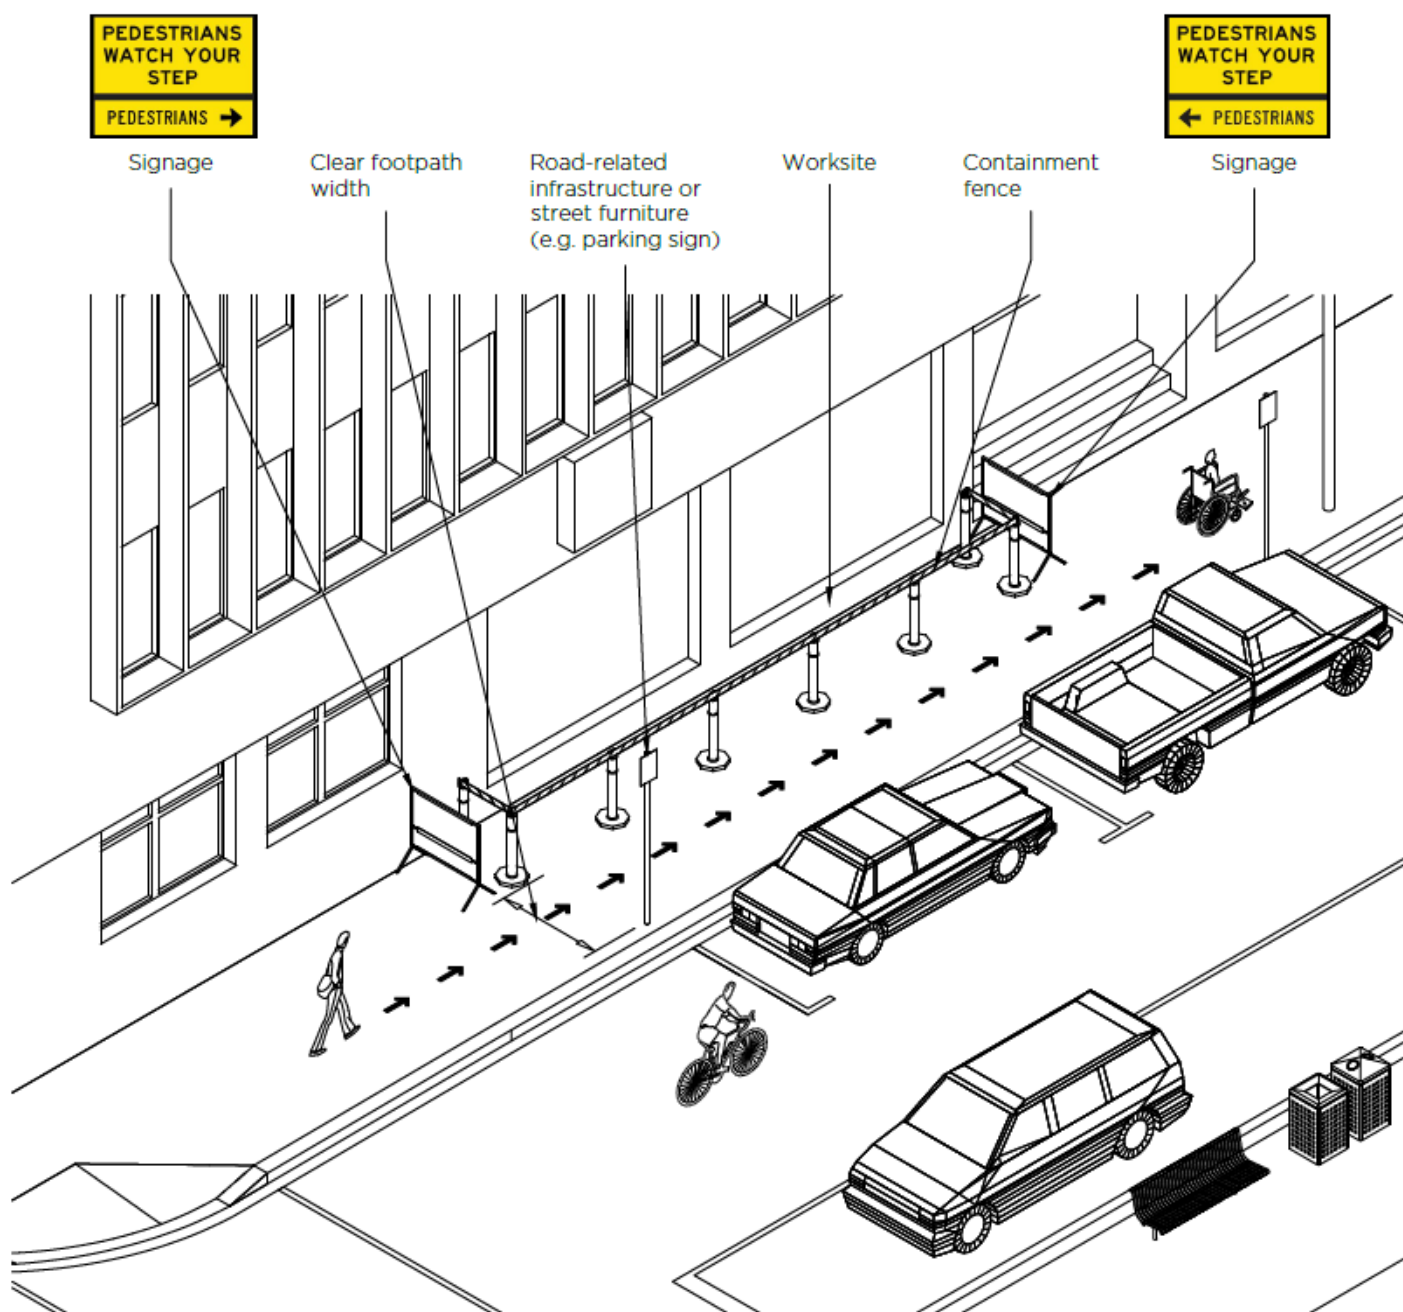 PEDESTRIANS
WATCH YOUR
STEP
PEDESTRIANS →
PEDESTRIANS
WATCH YOUR
STEP
← PEDESTRIANS
Signage
Clear footpath
width
Road-related
infrastructure or
street furniture
(e.g. parking sign)
Worksite
Containment
fence
Signage